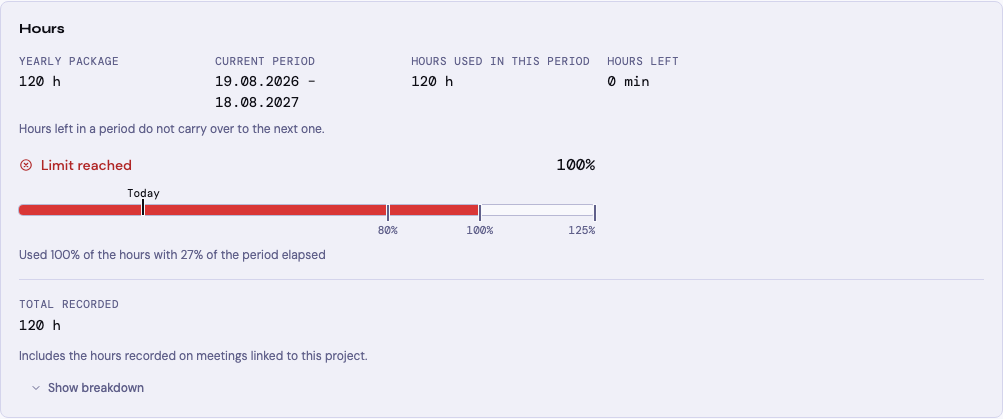 Hours
YEARLY PACKAGE
120 h
CURRENT PERIOD
19.08.2026 –
18.08.2027
HOURS USED IN THIS PERIOD
120 h
HOURS LEFT
0 min
Hours left in a period do not carry over to the next one.
Limit reached
100%
Today
80%
100%
125%
Used 100% of the hours with 27% of the period elapsed
TOTAL RECORDED
120 h
Includes the hours recorded on meetings linked to this project.
Show breakdown